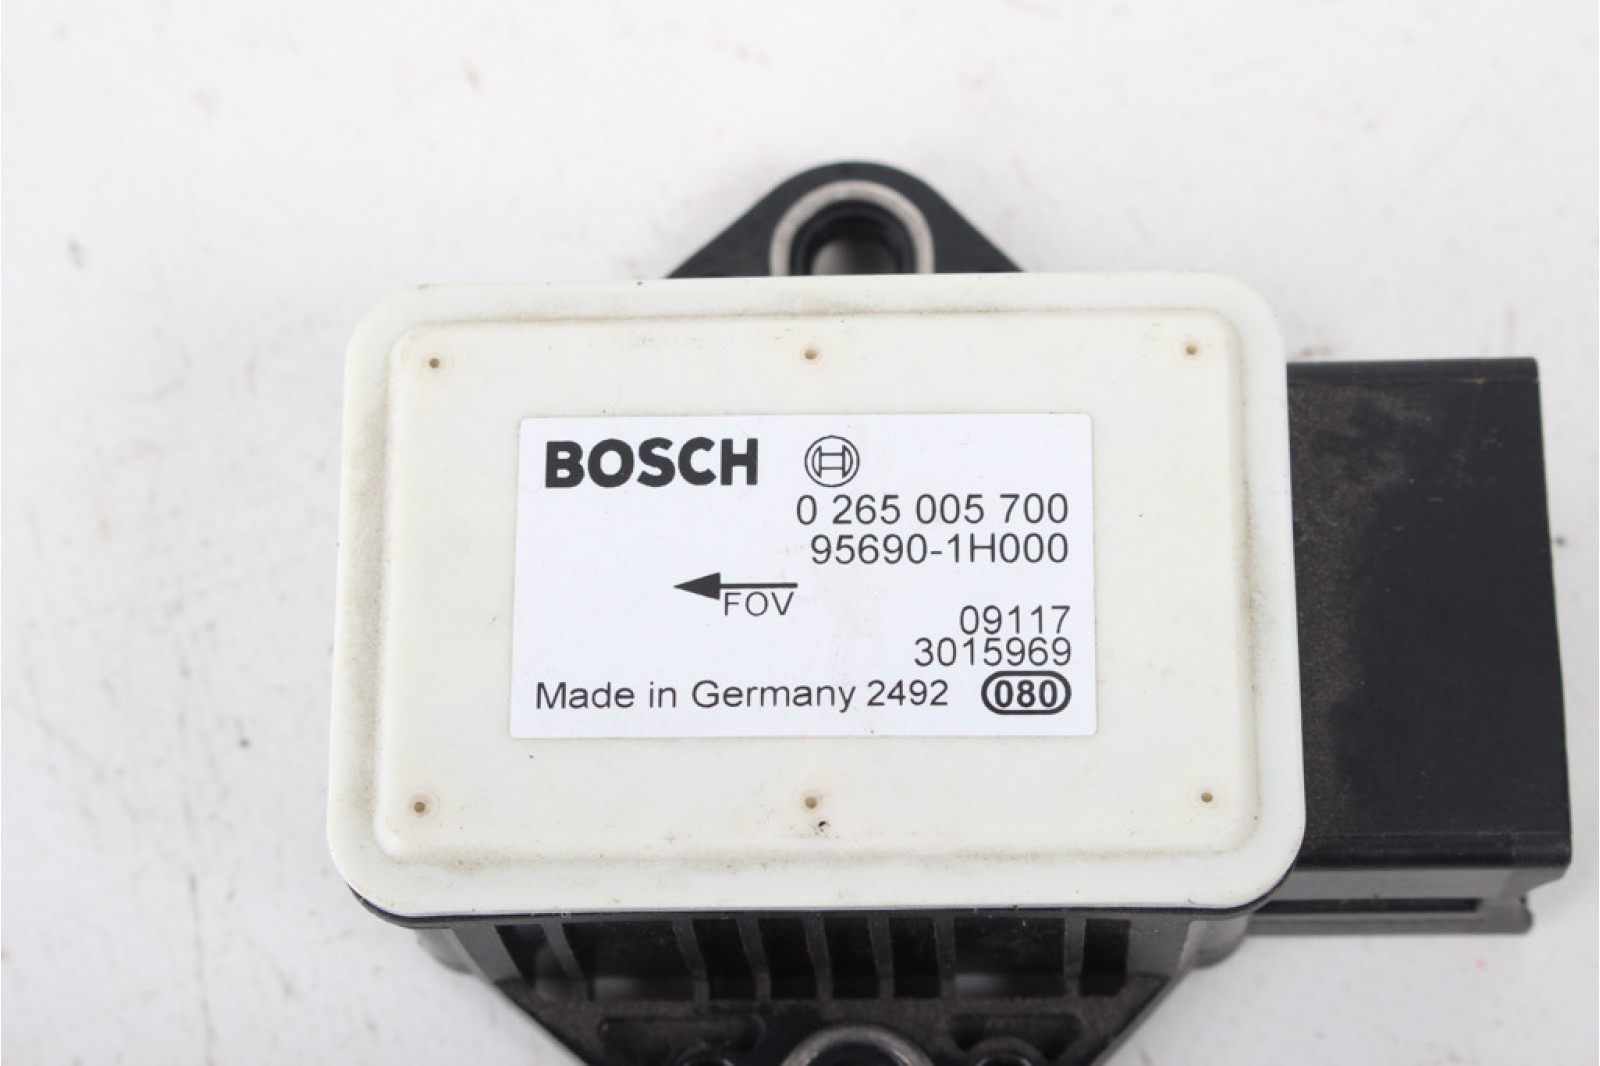 BOSCH
0 265 005 700
95690-1H000
FOV
09117
3015969
Made in Germany 2492 080